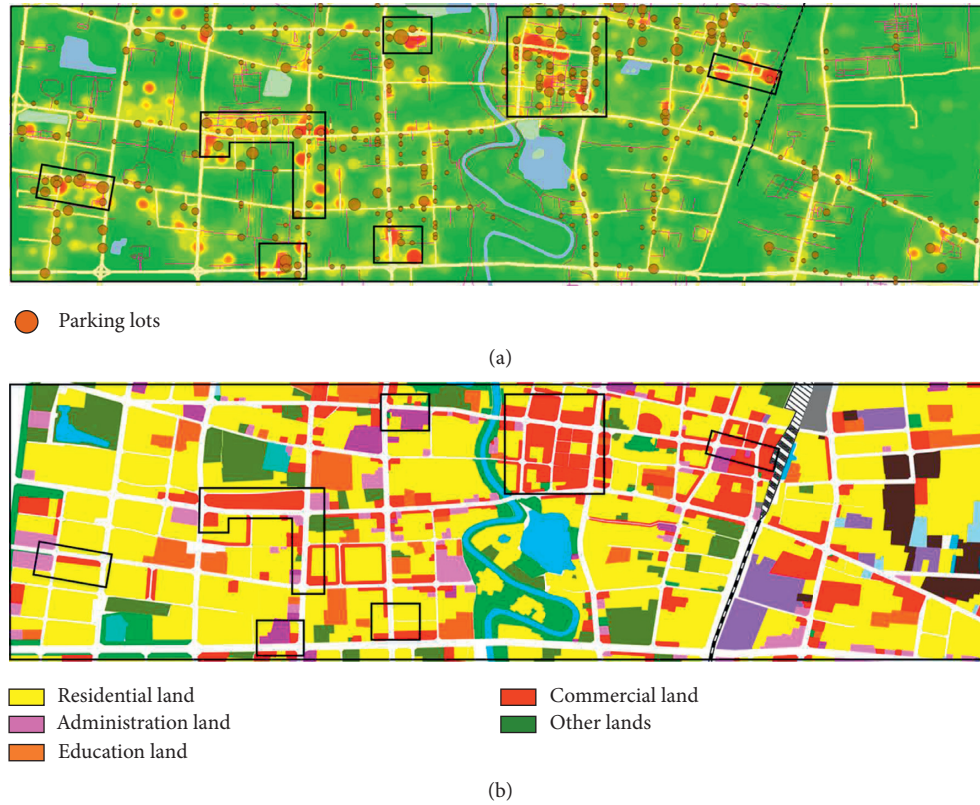 Parking lots
(a)
Residential land
Commercial land
Administration land
Other lands
Education land
(b)